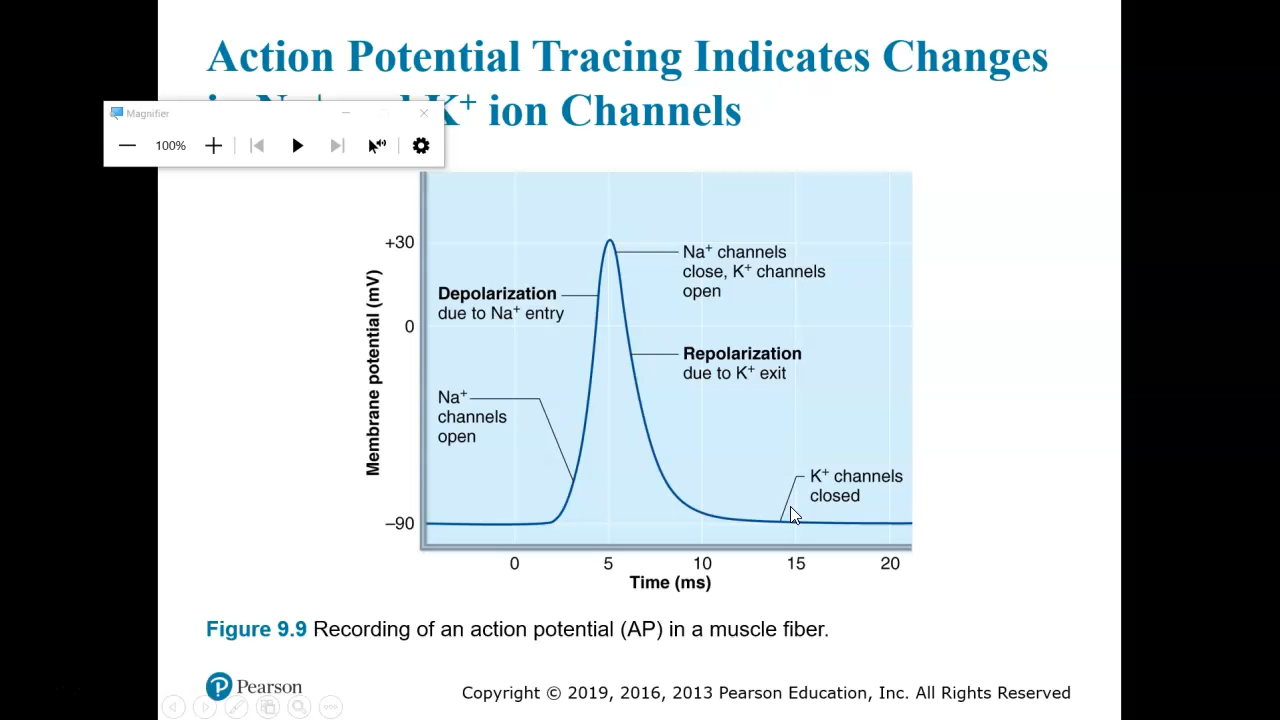 Action Potential Tracing Indicates Changes
K⁺ ion Channels
Magnifier
100%
+30
0
–90
Membrane potential (mV)
Depolarization
due to Na⁺ entry
Na⁺
channels
open
Na⁺ channels
close, K⁺ channels
open
Repolarization
due to K⁺ exit
K⁺ channels
closed
0 5 10 15 20
Time (ms)
Figure 9.9 Recording of an action potential (AP) in a muscle fiber.
Pearson
Copyright © 2019, 2016, 2013 Pearson Education, Inc. All Rights Reserved